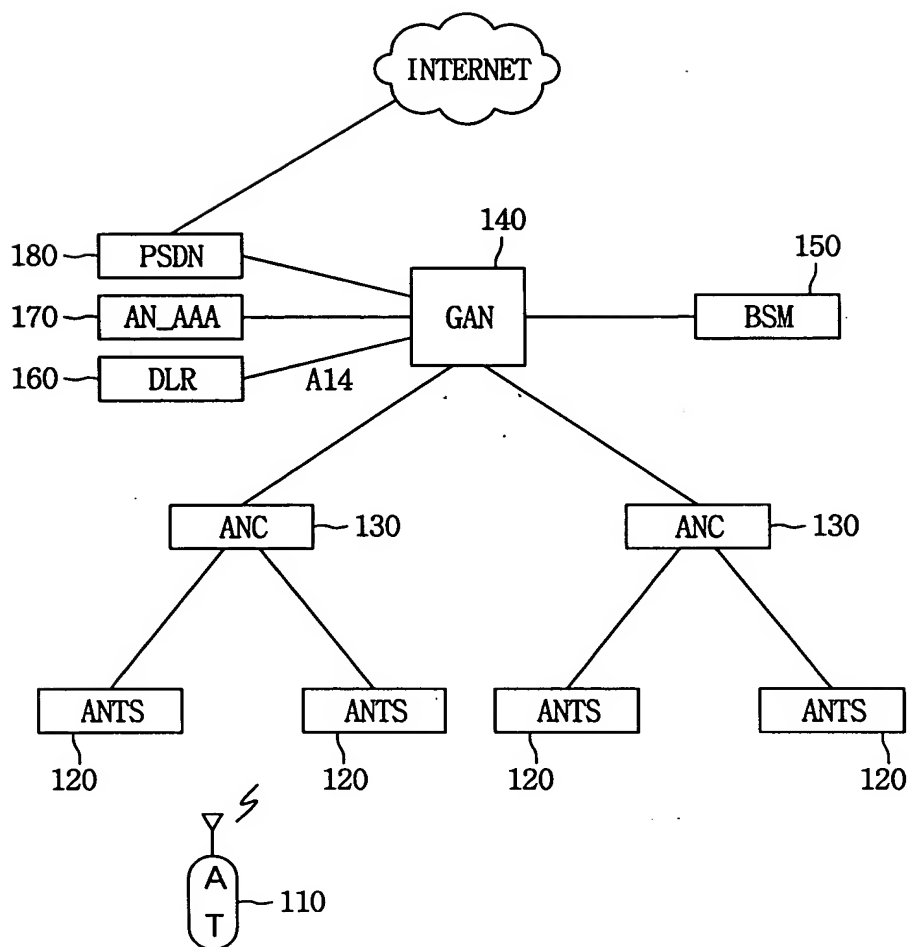 INTERNET
140
180 PSDN
150
170 AN_AAA
GAN
BSM
160 DLR
A14
ANC 130
ANC 130
ANTS
ANTS
ANTS
ANTS
120
120
120
120
A
T
110